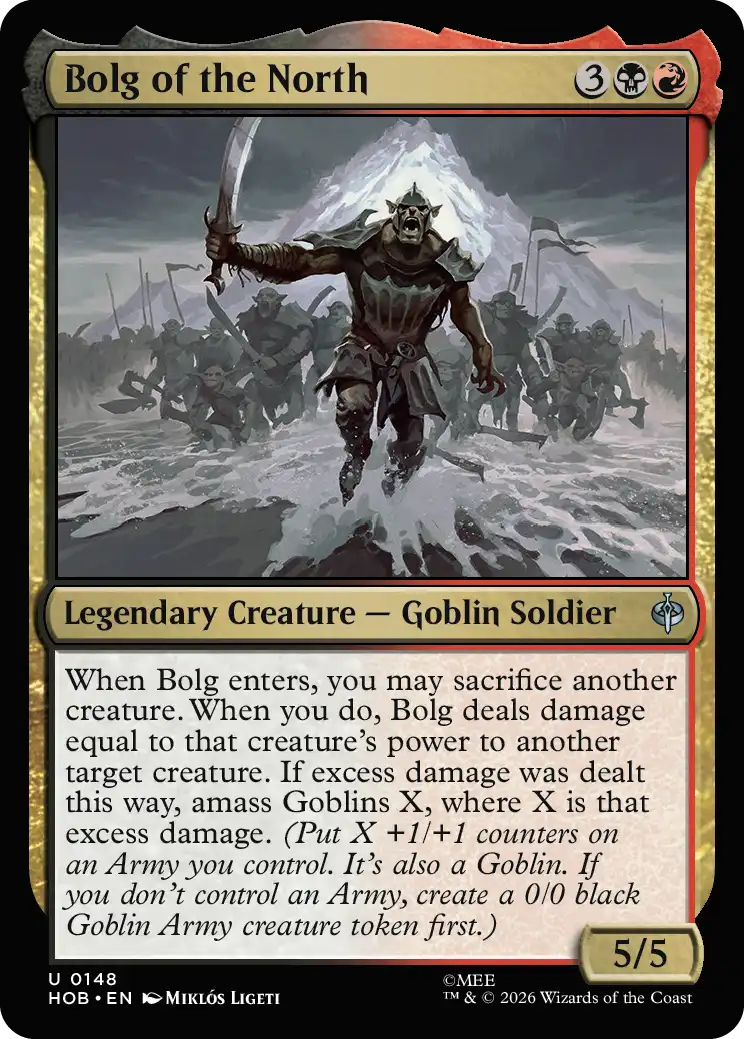 Bolg of the North 3
Legendary Creature — Goblin Soldier
When Bolg enters, you may sacrifice another
creature. When you do, Bolg deals damage
equal to that creature's power to another
target creature. If excess damage was dealt
this way, amass Goblins X, where X is that
excess damage. (Put X +1/+1 counters on
an Army you control. It's also a Goblin. If
you don't control an Army, create a 0/0 black
Goblin Army creature token first.)
5/5
U 0148
HOB • EN Miklós Ligeti
©MEE
™ & © 2026 Wizards of the Coast